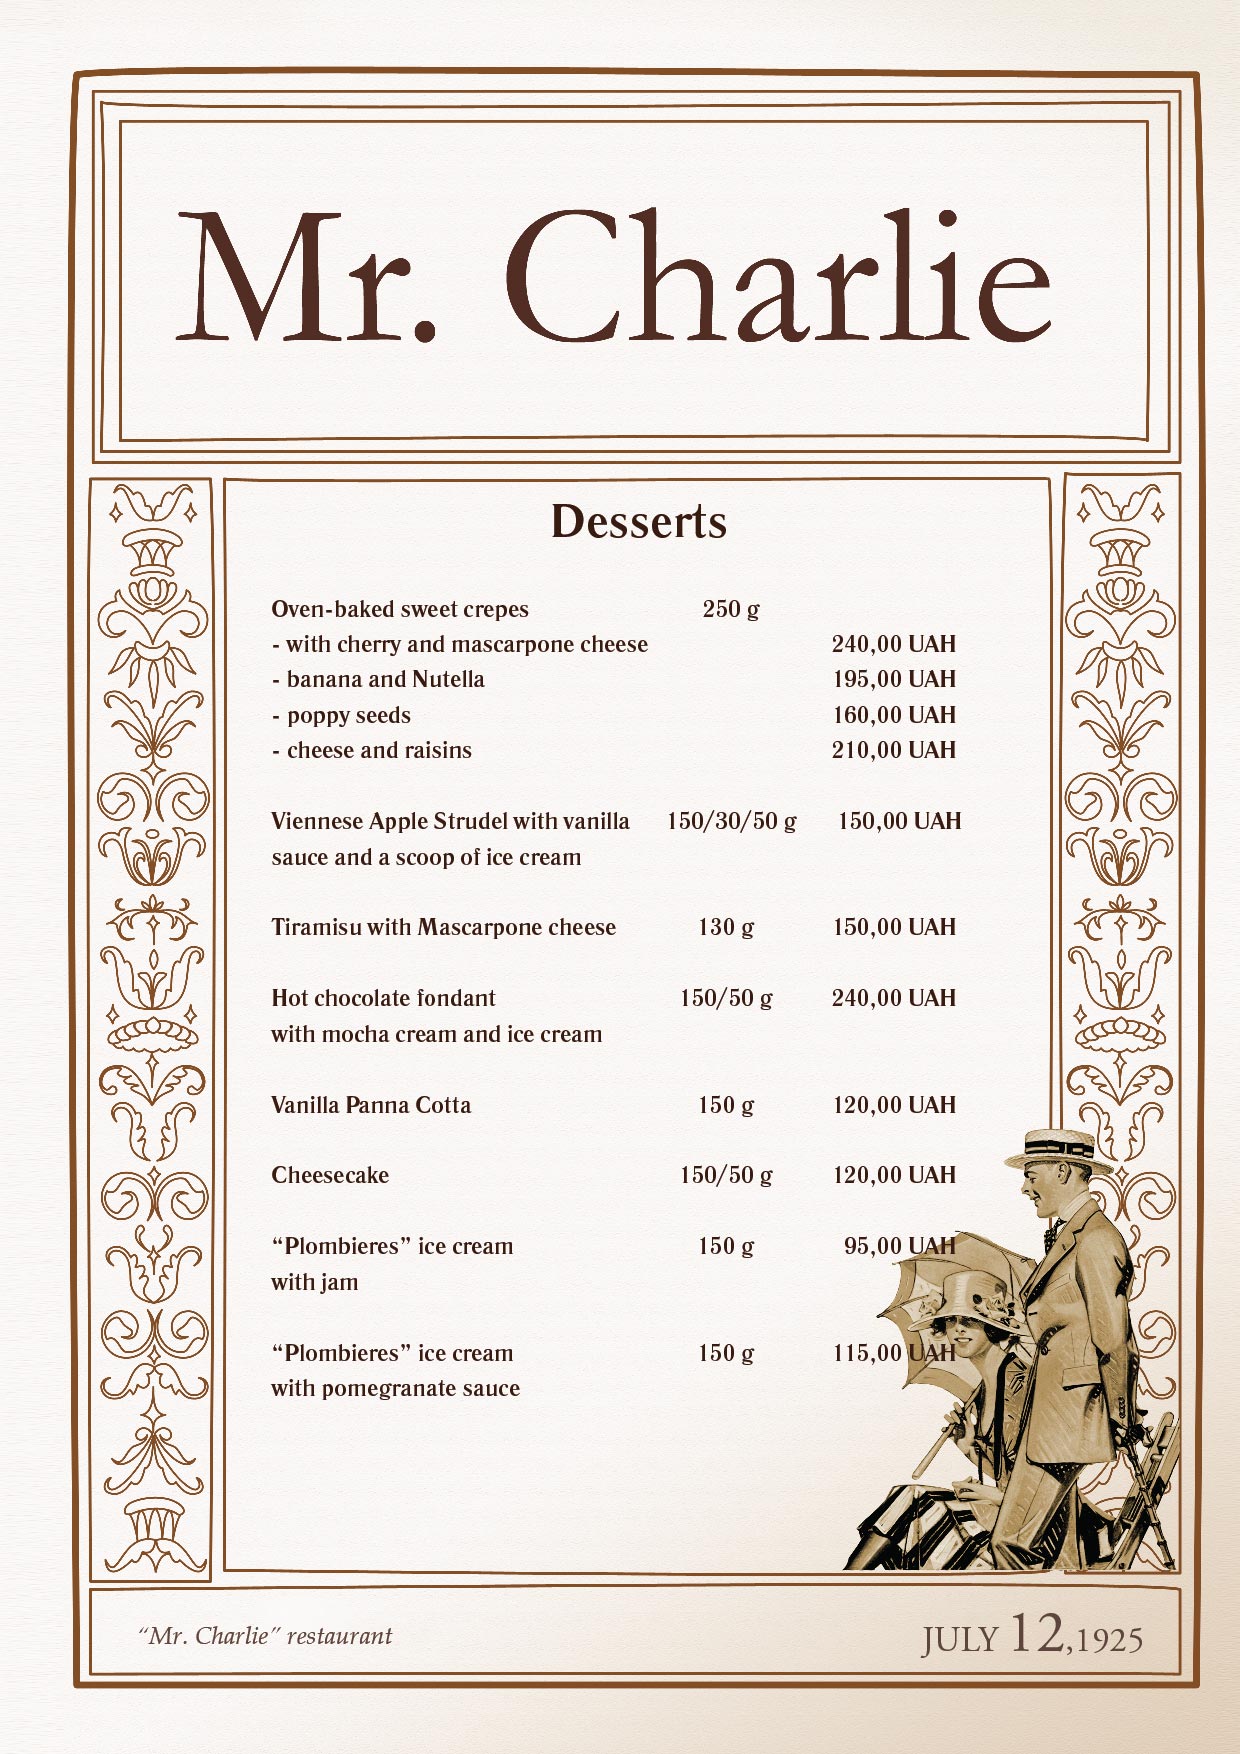 Mr. Charlie
Desserts
Oven-baked sweet crepes 250 g
- with cherry and mascarpone cheese 240,00 UAH
- banana and Nutella 195,00 UAH
- poppy seeds 160,00 UAH
- cheese and raisins 210,00 UAH
Viennese Apple Strudel with vanilla 150/30/50 g 150,00 UAH
sauce and a scoop of ice cream
Tiramisu with Mascarpone cheese 130 g 150,00 UAH
Hot chocolate fondant 150/50 g 240,00 UAH
with mocha cream and ice cream
Vanilla Panna Cotta 150 g 120,00 UAH
Cheesecake 150/50 g 120,00 UAH
“Plombieres” ice cream 150 g 95,00 UAH
with jam
“Plombieres” ice cream 150 g 115,00 UAH
with pomegranate sauce
“Mr. Charlie” restaurant JULY 12,1925